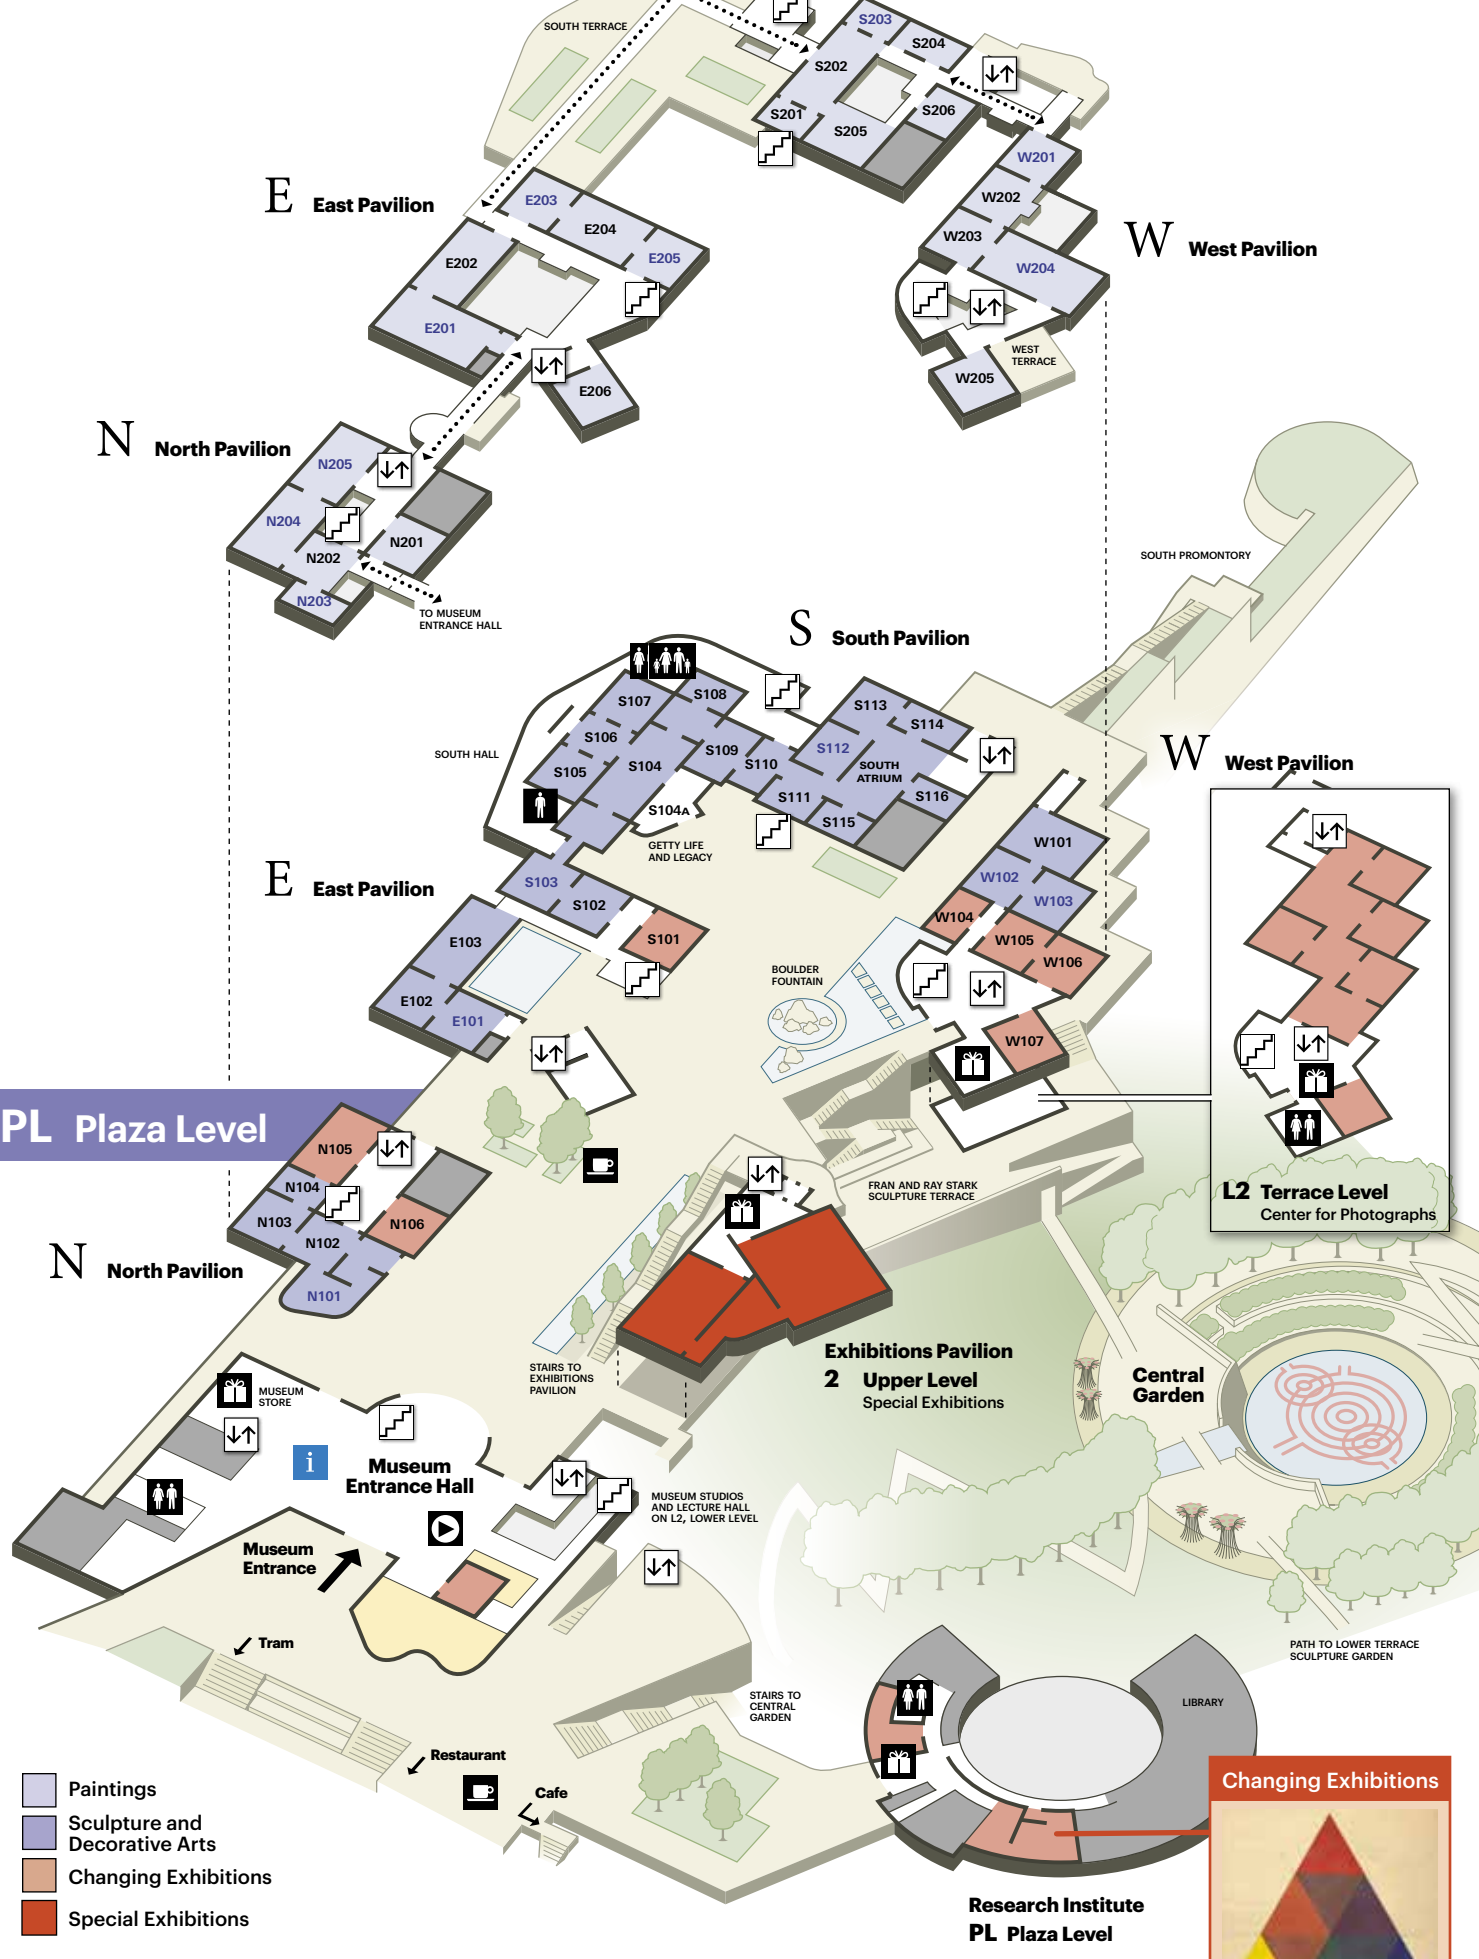 SOUTH TERRACE
S203
S204
S202
S201
S205
S206
W201
W202
W203
W204
W West Pavilion
WEST
TERRACE
W205
E East Pavilion
E203
E204
E205
E202
E201
E206
N North Pavilion
N205
N204
N202
N201
N203
TO MUSEUM
ENTRANCE HALL
SOUTH PROMONTORY
S South Pavilion
S107
S108
S106
S105
S104
S109
S110
S104A
S113
S114
S112
SOUTH
ATRIUM
S111
S116
S115
SOUTH HALL
GETTY LIFE
AND LEGACY
W West Pavilion
W101
W102
W103
W104
W105
W106
W107
E East Pavilion
S103
S102
S101
E103
E102
E101
BOULDER
FOUNTAIN
PL Plaza Level
N105
N104
N103
N102
N106
N101
N North Pavilion
FRAN AND RAY STARK
SCULPTURE TERRACE
L2 Terrace Level
Center for Photographs
STAIRS TO
EXHIBITIONS
PAVILION
Exhibitions Pavilion
2 Upper Level
Special Exhibitions
Central
Garden
MUSEUM
STORE
i
Museum
Entrance Hall
MUSEUM STUDIOS
AND LECTURE HALL
ON L2, LOWER LEVEL
Museum
Entrance
Tram
STAIRS TO
CENTRAL
GARDEN
PATH TO LOWER TERRACE
SCULPTURE GARDEN
LIBRARY
Restaurant
Cafe
Paintings
Sculpture and
Decorative Arts
Changing Exhibitions
Special Exhibitions
Changing Exhibitions
Research Institute
PL Plaza Level